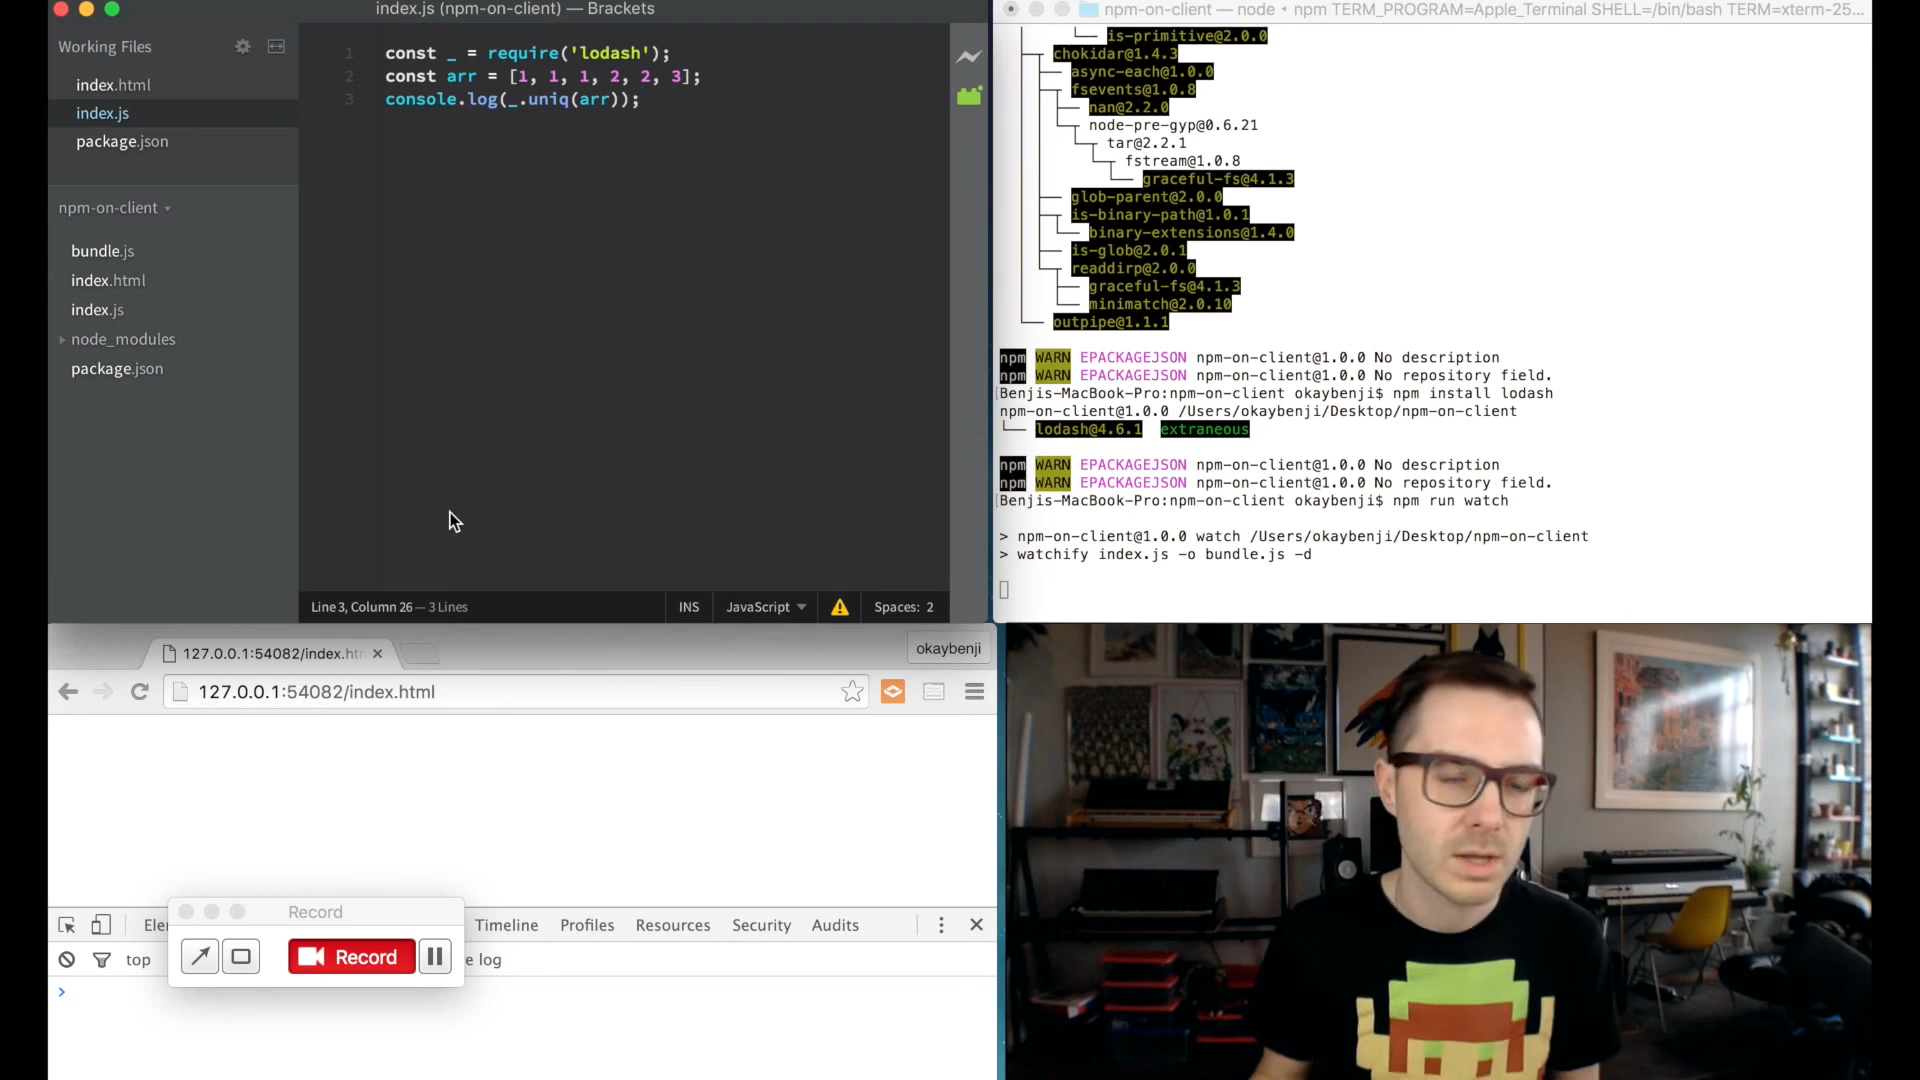 index.js (npm-on-client) — Brackets
Working Files
index.html
index.js
package.json
npm-on-client
bundle.js
index.html
index.js
node_modules
package.json
1 const _ = require('lodash');
2 const arr = [1, 1, 1, 2, 2, 3];
3 console.log(_.uniq(arr));
Line 3, Column 26 — 3 Lines
INS
JavaScript
Spaces: 2
npm-on-client — node • npm TERM_PROGRAM=Apple_Terminal SHELL=/bin/bash TERM=xterm-25...
is-primitive@2.0.0
chokidar@1.4.3
async-each@1.0.0
fsevents@1.0.8
nan@2.2.0
node-pre-gyp@0.6.21
tar@2.2.1
fstream@1.0.8
graceful-fs@4.1.3
glob-parent@2.0.0
is-binary-path@1.0.1
binary-extensions@1.4.0
is-glob@2.0.1
readdirp@2.0.0
graceful-fs@4.1.3
minimatch@2.0.10
outpipe@1.1.1
npm WARN EPACKAGEJSON npm-on-client@1.0.0 No description
npm WARN EPACKAGEJSON npm-on-client@1.0.0 No repository field.
[Benjis-MacBook-Pro:npm-on-client okaybenji$ npm install lodash
npm-on-client@1.0.0 /Users/okaybenji/Desktop/npm-on-client
lodash@4.6.1 extraneous
npm WARN EPACKAGEJSON npm-on-client@1.0.0 No description
npm WARN EPACKAGEJSON npm-on-client@1.0.0 No repository field.
[Benjis-MacBook-Pro:npm-on-client okaybenji$ npm run watch
> npm-on-client@1.0.0 watch /Users/okaybenji/Desktop/npm-on-client
> watchify index.js -o bundle.js -d
127.0.0.1:54082/index.htm
okaybenji
127.0.0.1:54082/index.html
Record
Record
Ele
Timeline
Profiles
Resources
Security
Audits
top
e log
>